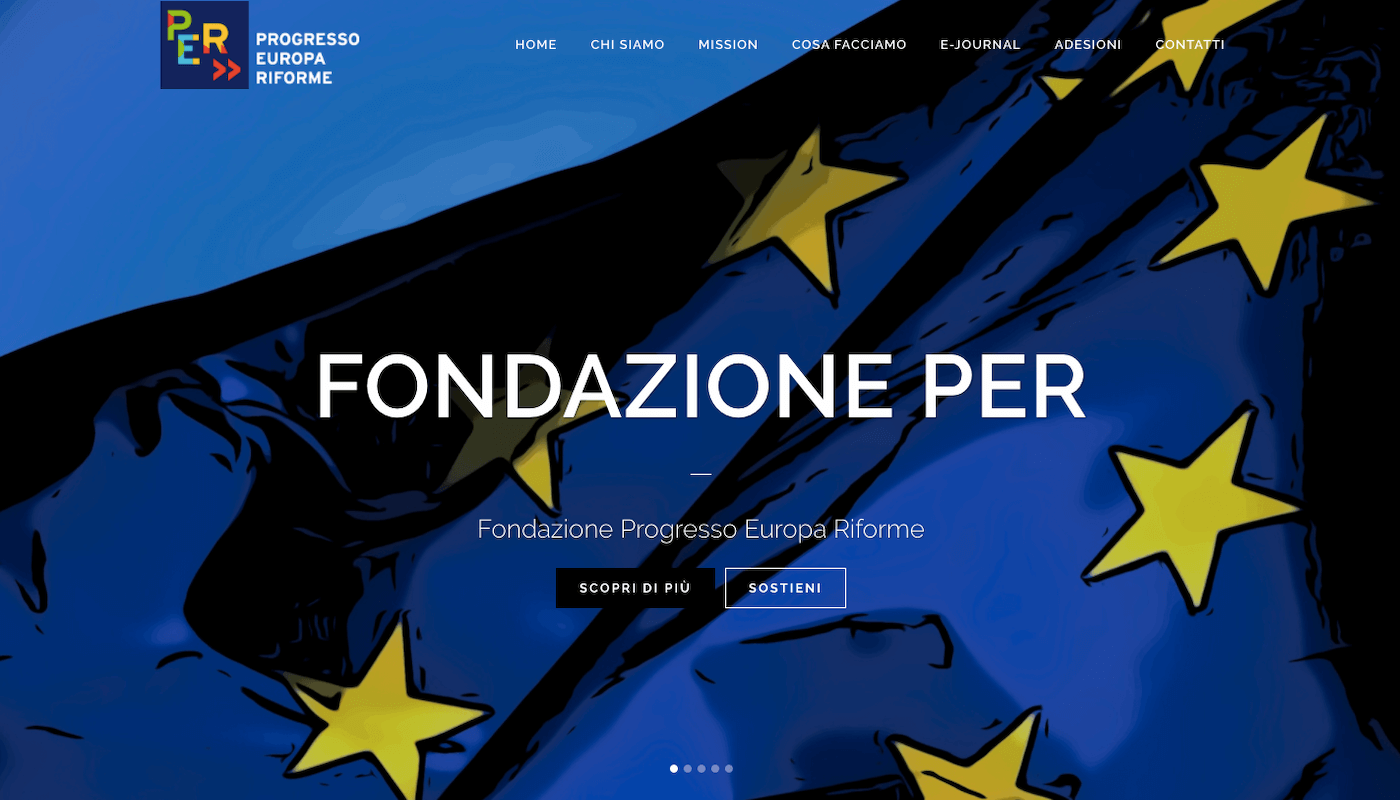 PER
PROGRESSO
EUROPA
RIFORME
HOME CHI SIAMO MISSION COSA FACCIAMO E-JOURNAL ADESIONI CONTATTI
FONDAZIONE PER
Fondazione Progresso Europa Riforme
SCOPRI DI PIÙ SOSTIENI